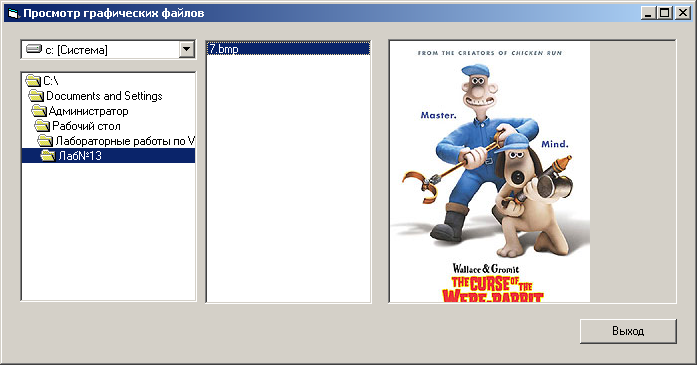 Просмотр графических файлов
c: [Система]
C:\
Documents and Settings
Администратор
Рабочий стол
Лабораторные работы по V
Лаб№13
7.bmp
FROM THE CREATORS OF CHICKEN RUN
Master.
Mind.
Wallace & Gromit
THE CURSE OF THE
WERE-RABBIT
Выход